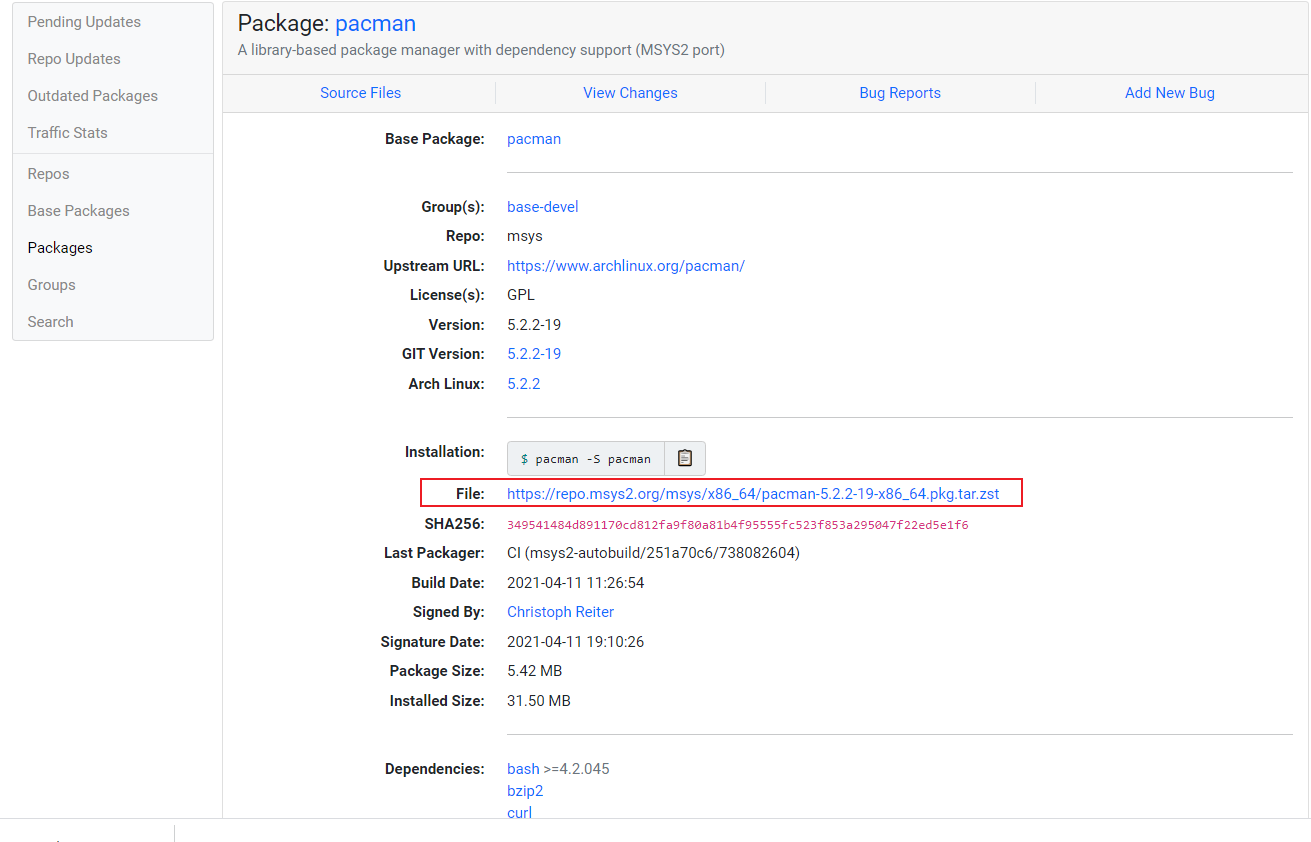 Pending Updates
Repo Updates
Outdated Packages
Traffic Stats
Repos
Base Packages
Packages
Groups
Search
Package: pacman
A library-based package manager with dependency support (MSYS2 port)
Source Files View Changes Bug Reports Add New Bug
Base Package: pacman
Group(s): base-devel
Repo: msys
Upstream URL: https://www.archlinux.org/pacman/
License(s): GPL
Version: 5.2.2-19
GIT Version: 5.2.2-19
Arch Linux: 5.2.2
Installation: $ pacman -S pacman
File: https://repo.msys2.org/msys/x86_64/pacman-5.2.2-19-x86_64.pkg.tar.zst
SHA256: 349541484d891170cd812fa9f80a81b4f95555fc523f853a295047f22ed5e1f6
Last Packager: CI (msys2-autobuild/251a70c6/738082604)
Build Date: 2021-04-11 11:26:54
Signed By: Christoph Reiter
Signature Date: 2021-04-11 19:10:26
Package Size: 5.42 MB
Installed Size: 31.50 MB
Dependencies: bash >=4.2.045
bzip2
curl